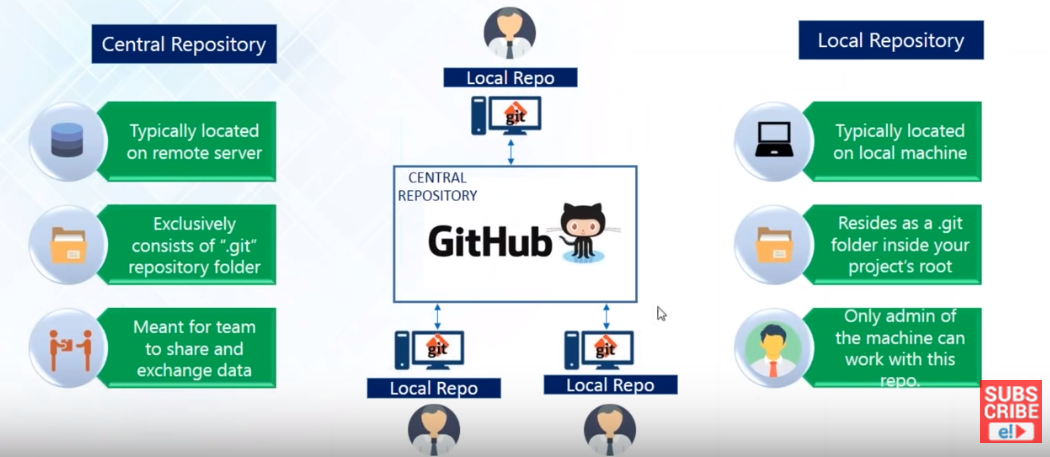 Central Repository
Typically located
on remote server
Exclusively
consists of ".git"
repository folder
Meant for team
to share and
exchange data
Local Repo
git
CENTRAL
REPOSITORY
GitHub
git
Local Repo
git
Local Repo
Local Repository
Typically located
on local machine
Resides as a .git
folder inside your
project's root
Only admin of
the machine can
work with this
repo.
SUBS
CRIBE
e!